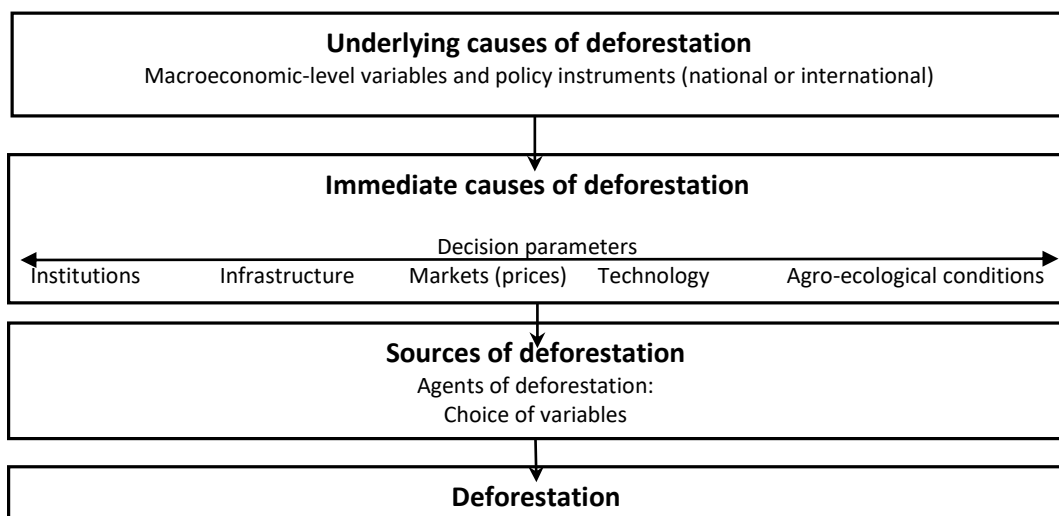 Underlying causes of deforestation
Macroeconomic-level variables and policy instruments (national or international)
Immediate causes of deforestation
Decision parameters
Institutions Infrastructure Markets (prices) Technology Agro-ecological conditions
Sources of deforestation
Agents of deforestation:
Choice of variables
Deforestation